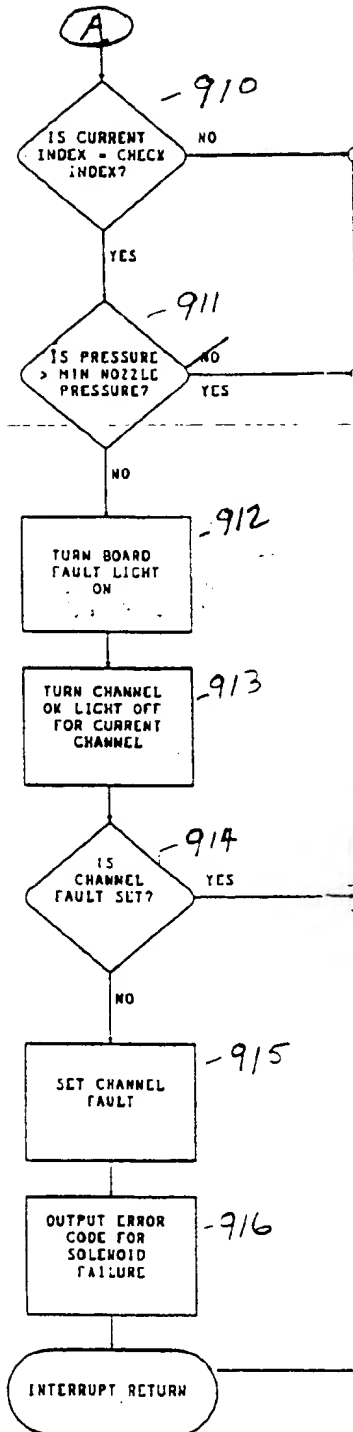 A
910
IS CURRENT
INDEX = CHECK
INDEX?
NO
YES
911
IS PRESSURE
> MIN NOZZLE
PRESSURE?
NO
YES
NO
912
TURN BOARD
FAULT LIGHT
ON
913
TURN CHANNEL
OK LIGHT OFF
FOR CURRENT
CHANNEL
914
IS
CHANNEL
FAULT SET?
YES
NO
915
SET CHANNEL
FAULT
916
OUTPUT ERROR
CODE FOR
SOLENOID
FAILURE
INTERRUPT RETURN